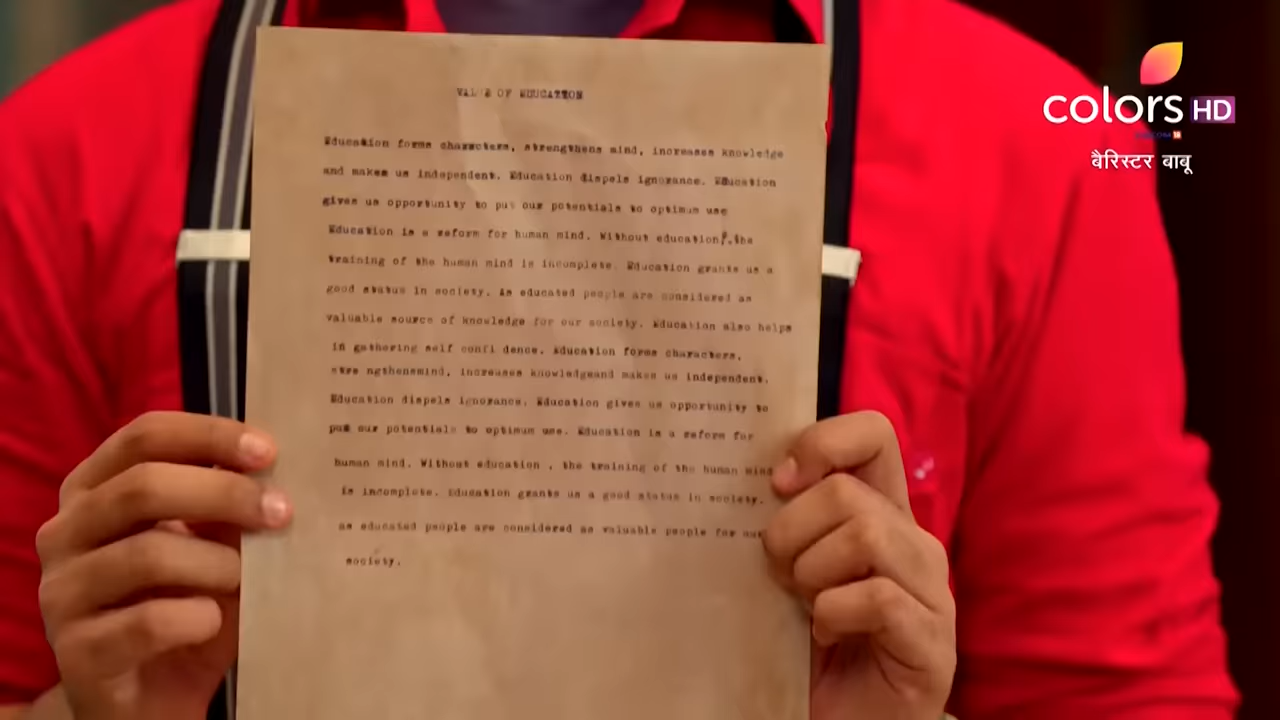 VALUE OF EDUCATION
Education forms characters, strengthens mind, increases knowledge
and makes us independent. Education dispels ignorance. Education
gives us opportunity to put our potentials to optimum use
Education is a reform for human mind. Without education,.the
training of the human mind is incomplete. Education grants us a
good status in society. As educated people are considered as
valuable source of knowledge for our society. Education also helps
in gathering self confi dence. Education forms characters,
stre ngthensmind, increases knowledgeand makes us independent.
Education dispels ignorance. Education gives us opportunity to
put our potentials to optimum use. Education is a reform for
human mind. Without education , the training of the human mind
is incomplete. Education grants us a good status in society.
as educated people are considered as valuable people for our
society.
colors HD
बैरिस्टर बाबू